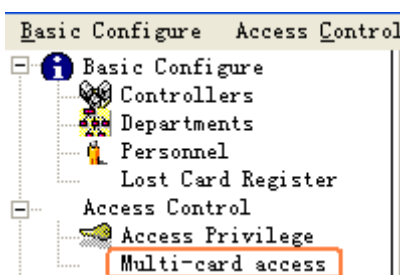 Basic Configure Access Control
Basic Configure
Controllers
Departments
Personnel
Lost Card Register
Access Control
Access Privilege
Multi-card access